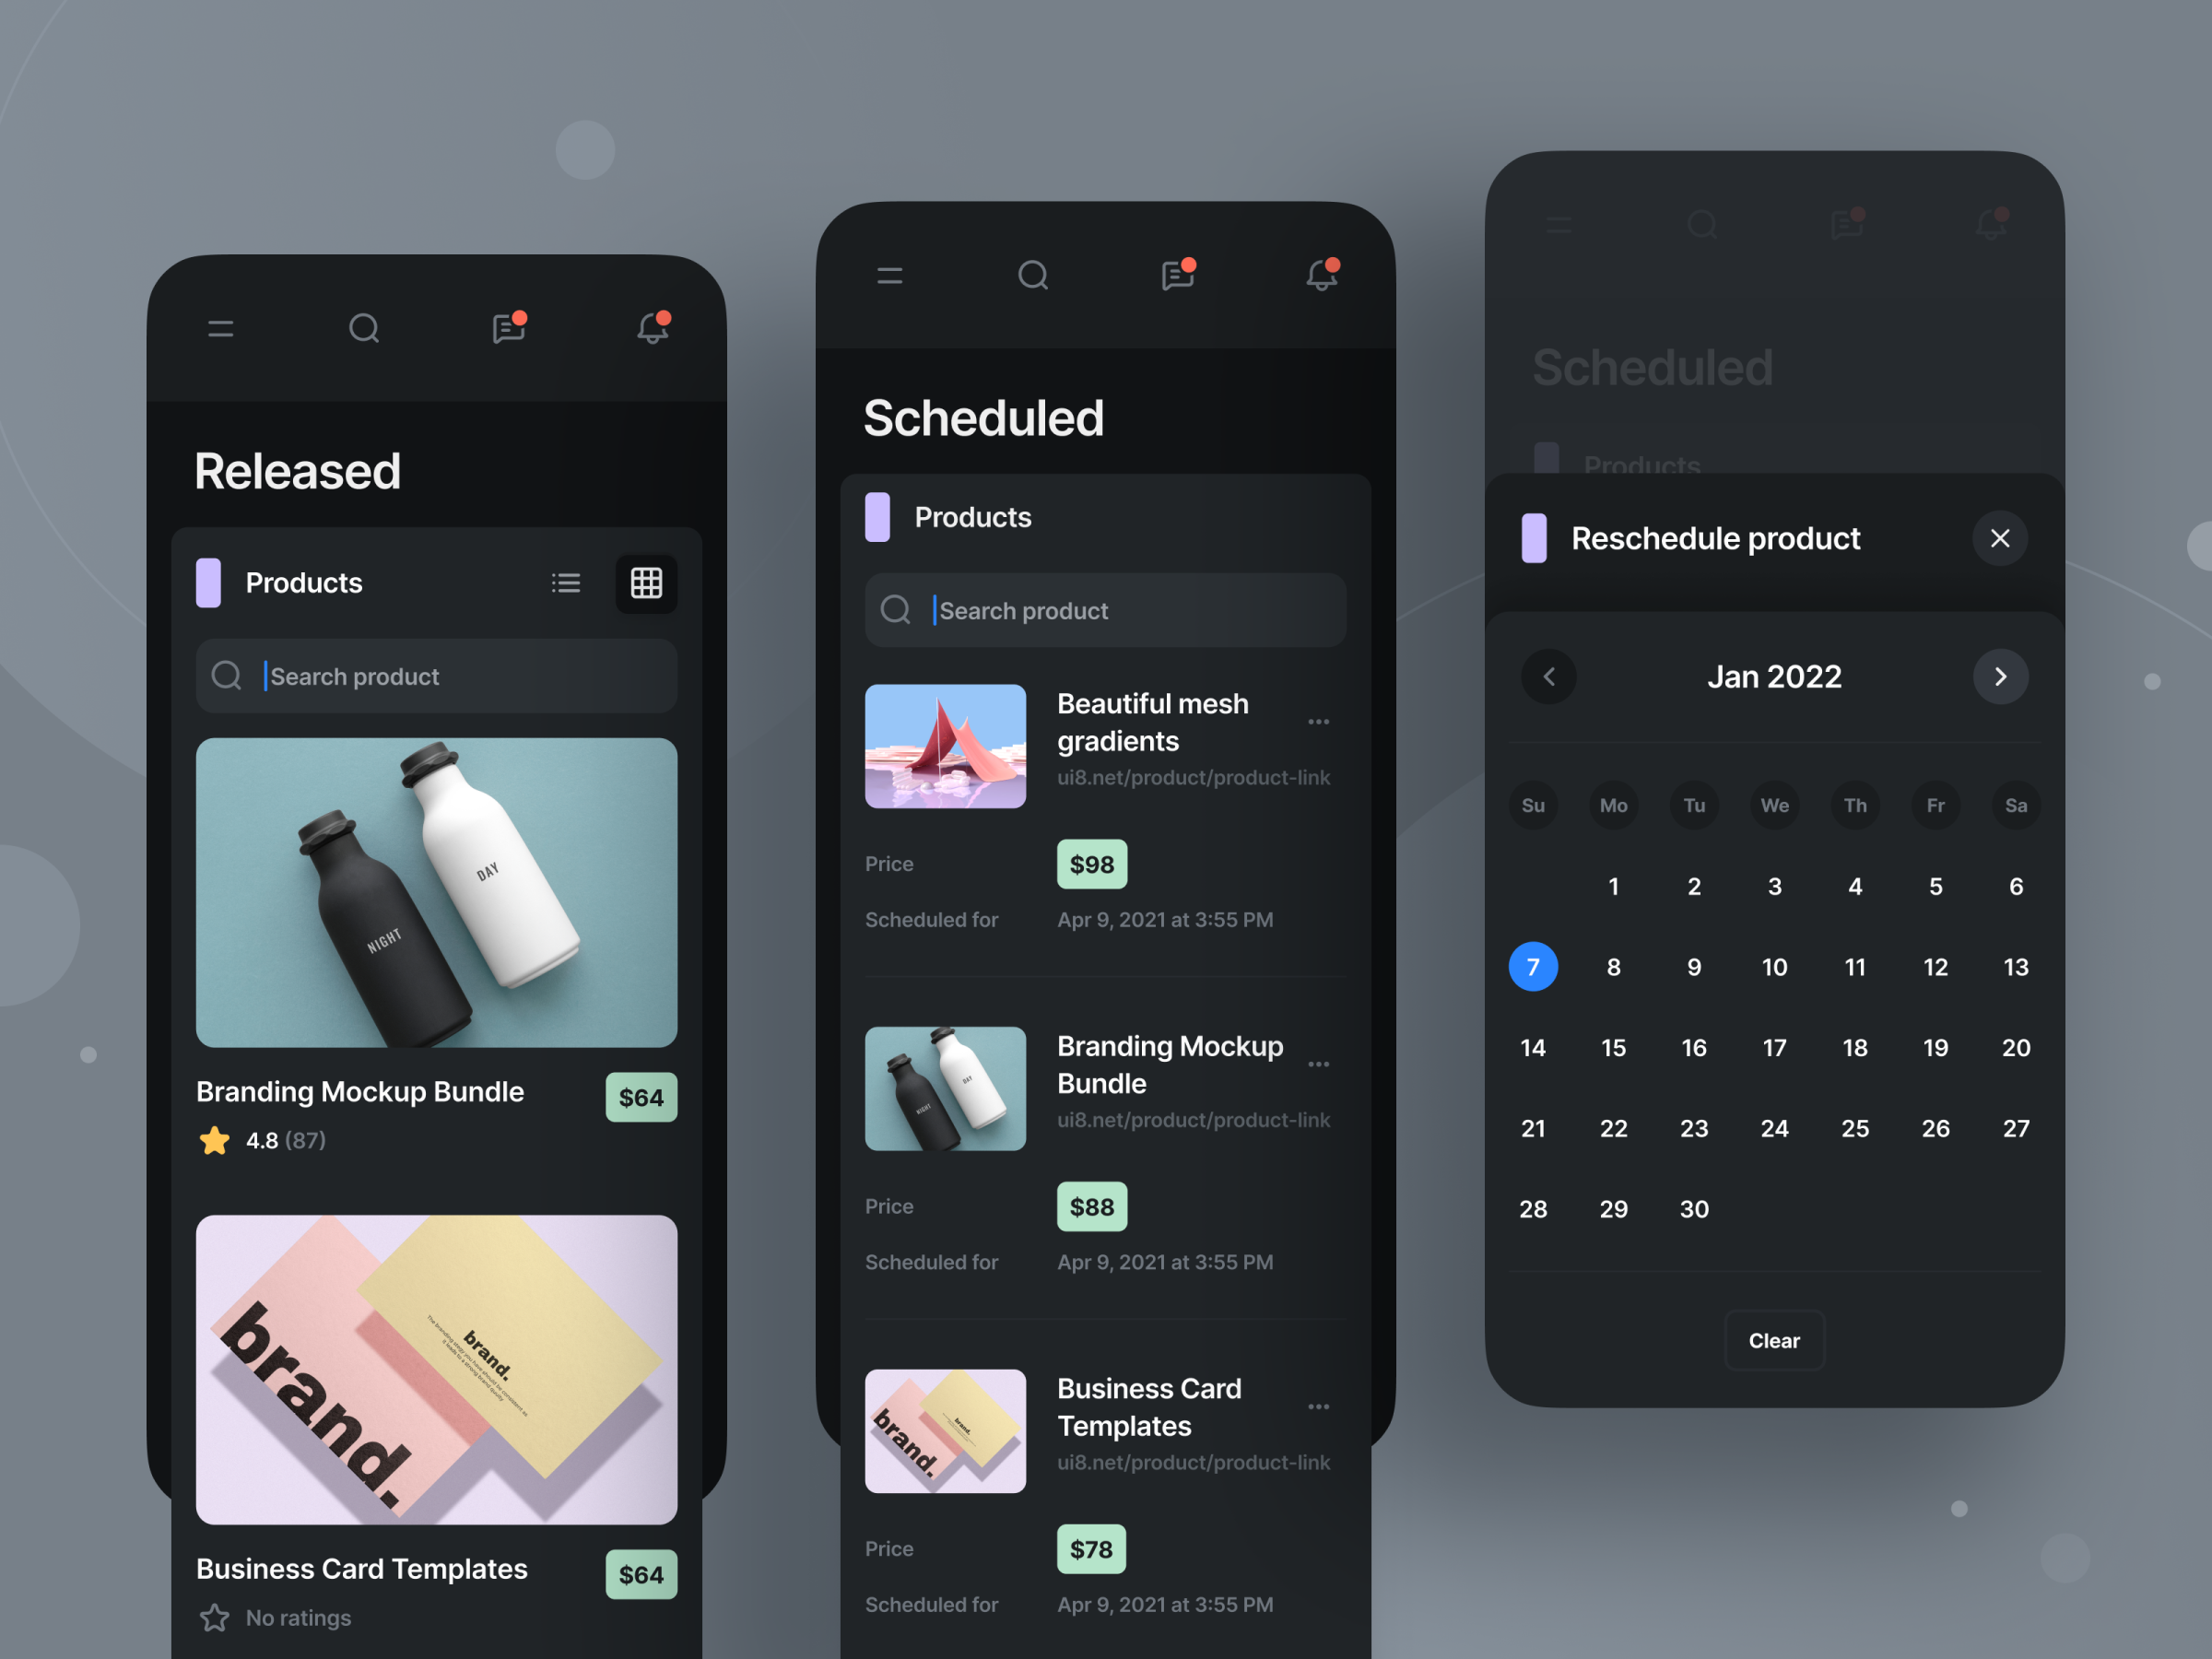 Released
Products
Search product
DAY
NIGHT
Branding Mockup Bundle
$64
4.8 (87)
brand.
brand.
Business Card Templates
$64
No ratings
Scheduled
Products
Search product
Beautiful mesh
gradients
ui8.net/product/product-link
Price
$98
Scheduled for
Apr 9, 2021 at 3:55 PM
DAY
NIGHT
Branding Mockup
Bundle
ui8.net/product/product-link
Price
$88
Scheduled for
Apr 9, 2021 at 3:55 PM
brand.
brand.
Business Card
Templates
ui8.net/product/product-link
Price
$78
Scheduled for
Apr 9, 2021 at 3:55 PM
Scheduled
Products
Reschedule product
Jan 2022
Su Mo Tu We Th Fr Sa
1 2 3 4 5 6
7 8 9 10 11 12 13
14 15 16 17 18 19 20
21 22 23 24 25 26 27
28 29 30
Clear